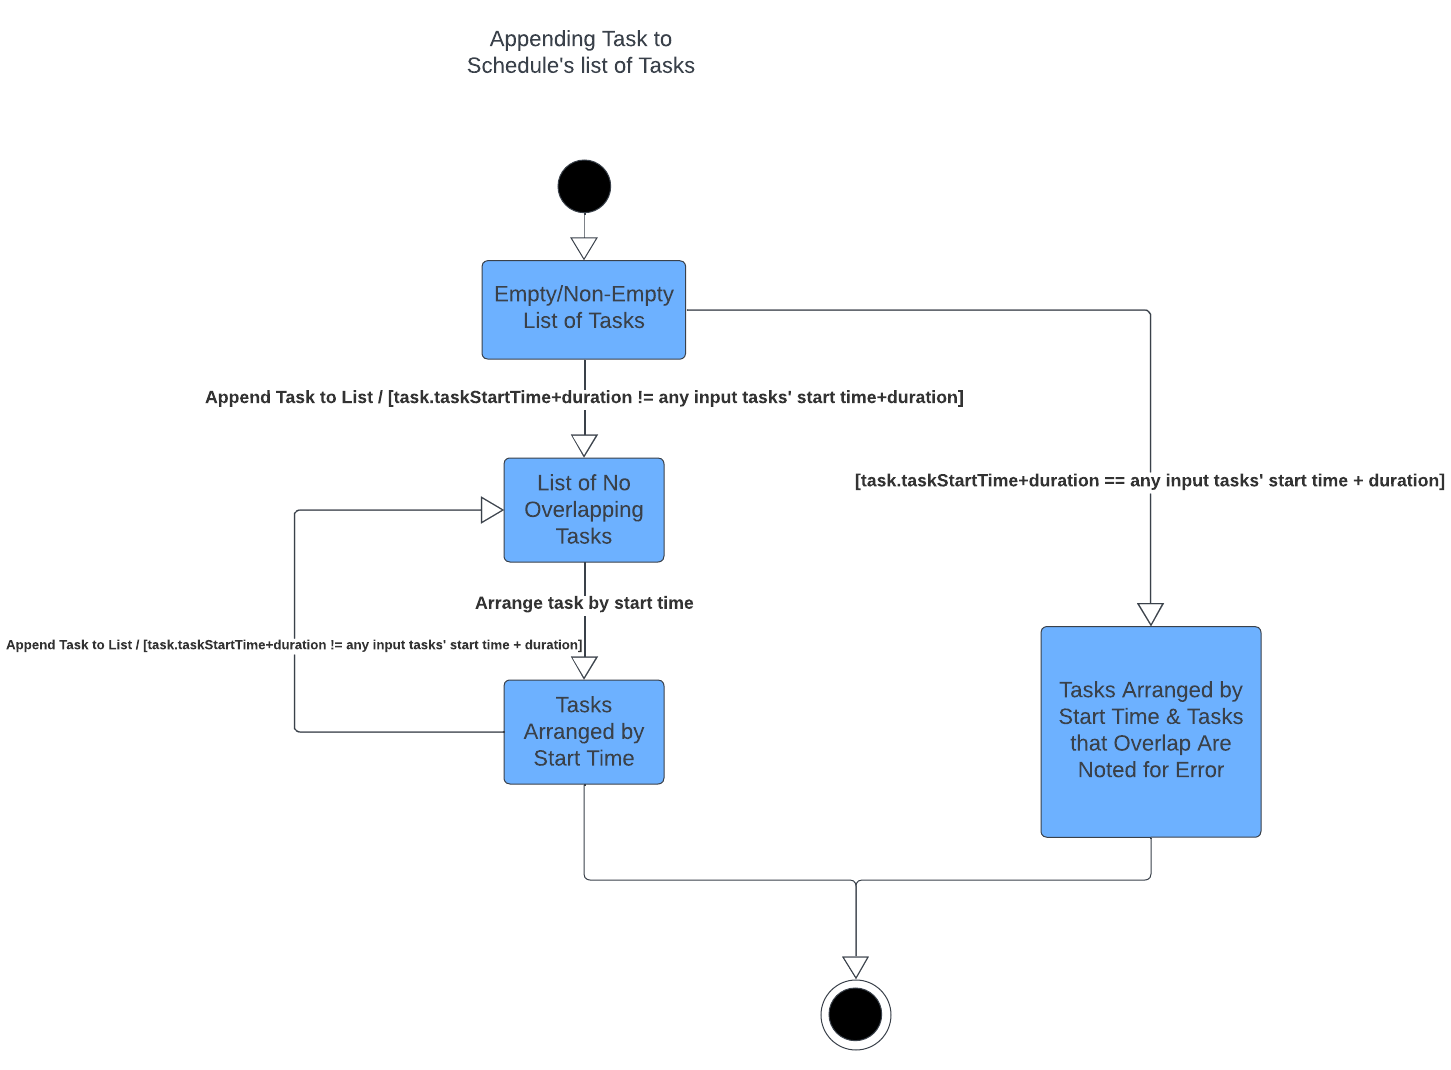 Appending Task to
Schedule's list of Tasks
Empty/Non-Empty
List of Tasks
Append Task to List / [task.taskStartTime+duration != any input tasks' start time+duration]
[task.taskStartTime+duration == any input tasks' start time + duration]
List of No
Overlapping
Tasks
Arrange task by start time
Append Task to List / [task.taskStartTime+duration != any input tasks' start time + duration]
Tasks
Arranged by
Start Time
Tasks Arranged by
Start Time & Tasks
that Overlap Are
Noted for Error